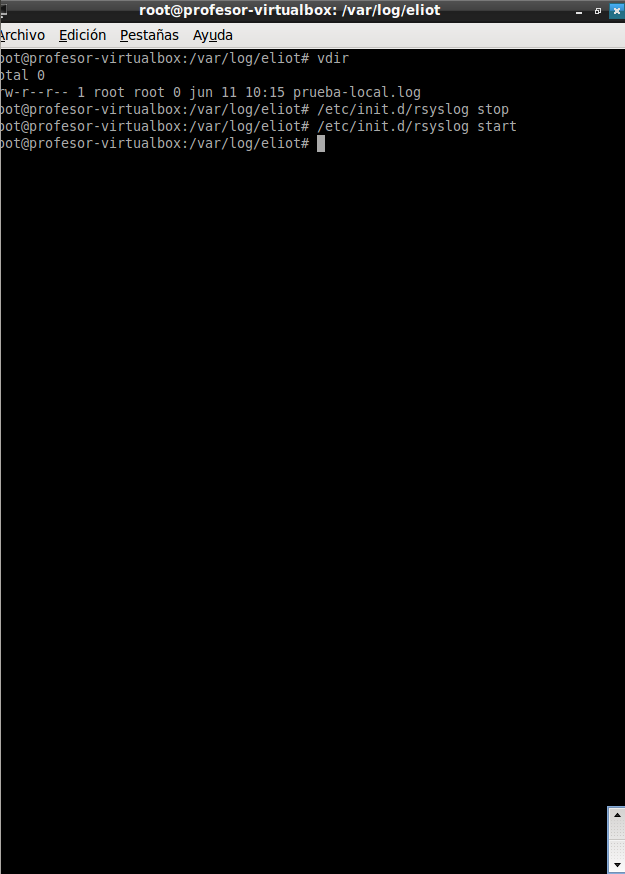 root@profesor-virtualbox: /var/log/eliot
Archivo Edición Pestañas Ayuda
oot@profesor-virtualbox:/var/log/eliot# vdir
otal 0
rw-r--r-- 1 root root 0 jun 11 10:15 prueba-local.log
oot@profesor-virtualbox:/var/log/eliot# /etc/init.d/rsyslog stop
oot@profesor-virtualbox:/var/log/eliot# /etc/init.d/rsyslog start
oot@profesor-virtualbox:/var/log/eliot#